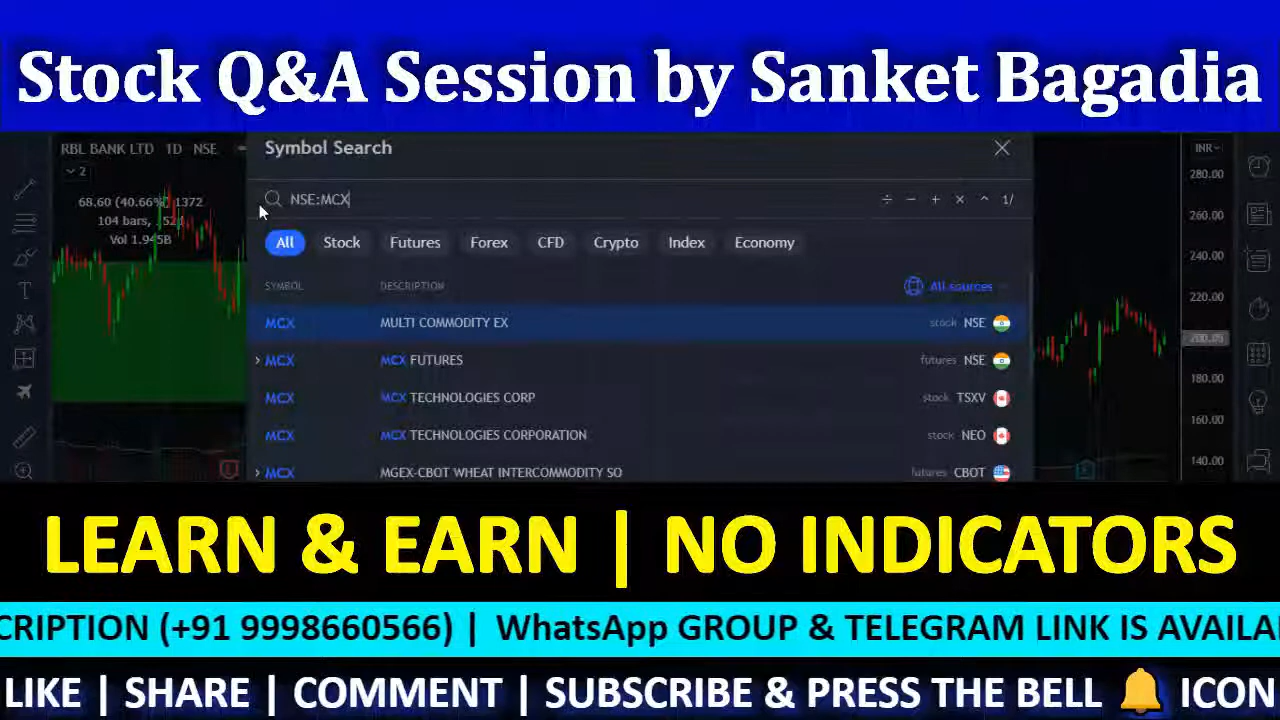 Stock Q&A Session by Sanket Bagadia
RBL BANK LTD 1D NSE
2
68.60 (40.66%) 1372
104 bars, 152d
Vol 1.945B
Symbol Search
NSE:MCX
÷ − + × ^ 1/
All Stock Futures Forex CFD Crypto Index Economy
SYMBOL DESCRIPTION All sources
MCX MULTI COMMODITY EX stock NSE
MCX MCX FUTURES futures NSE
MCX MCX TECHNOLOGIES CORP stock TSXV
MCX MCX TECHNOLOGIES CORPORATION stock NEO
MCX MGEX-CBOT WHEAT INTERCOMMODITY SO futures CBOT
INR
280.00
260.00
240.00
220.00
200.05
180.00
160.00
140.00
LEARN & EARN | NO INDICATORS
CRIPTION (+91 9998660566) | WhatsApp GROUP & TELEGRAM LINK IS AVAILA
LIKE | SHARE | COMMENT | SUBSCRIBE & PRESS THE BELL 🔔 ICON